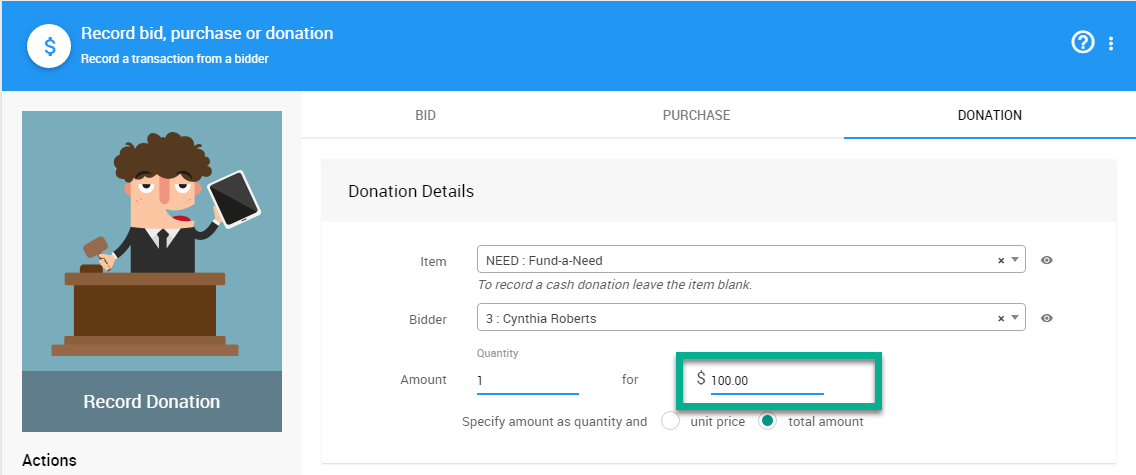 Record bid, purchase or donation
Record a transaction from a bidder
BID PURCHASE DONATION
Record Donation
Actions
Donation Details
Item NEED : Fund-a-Need
To record a cash donation leave the item blank.
Bidder 3 : Cynthia Roberts
Quantity
Amount 1 for $ 100.00
Specify amount as quantity and unit price total amount